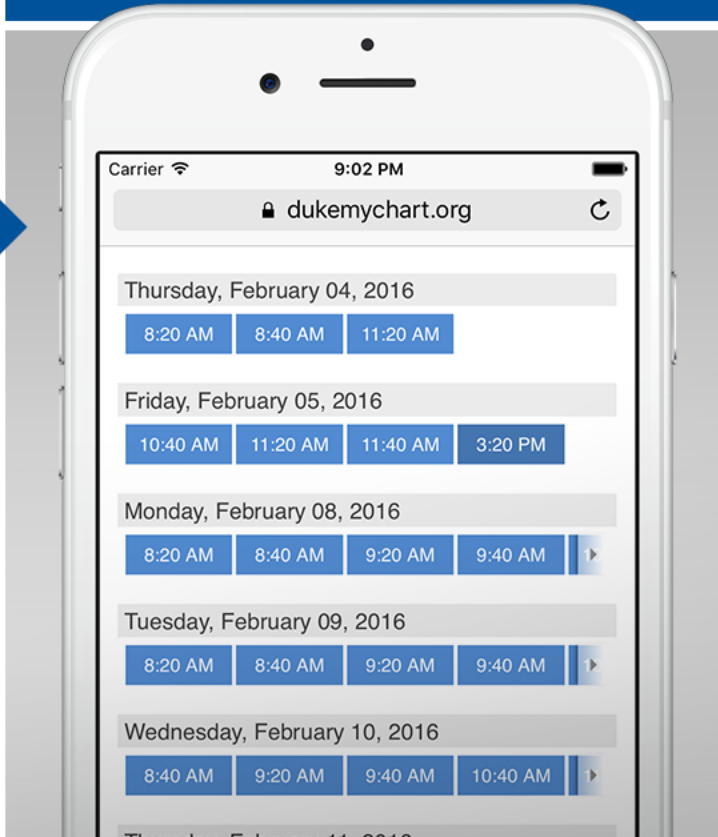 Carrier 9:02 PM
dukemychart.org
Thursday, February 04, 2016
8:20 AM 8:40 AM 11:20 AM
Friday, February 05, 2016
10:40 AM 11:20 AM 11:40 AM 3:20 PM
Monday, February 08, 2016
8:20 AM 8:40 AM 9:20 AM 9:40 AM
Tuesday, February 09, 2016
8:20 AM 8:40 AM 9:20 AM 9:40 AM
Wednesday, February 10, 2016
8:40 AM 9:20 AM 9:40 AM 10:40 AM